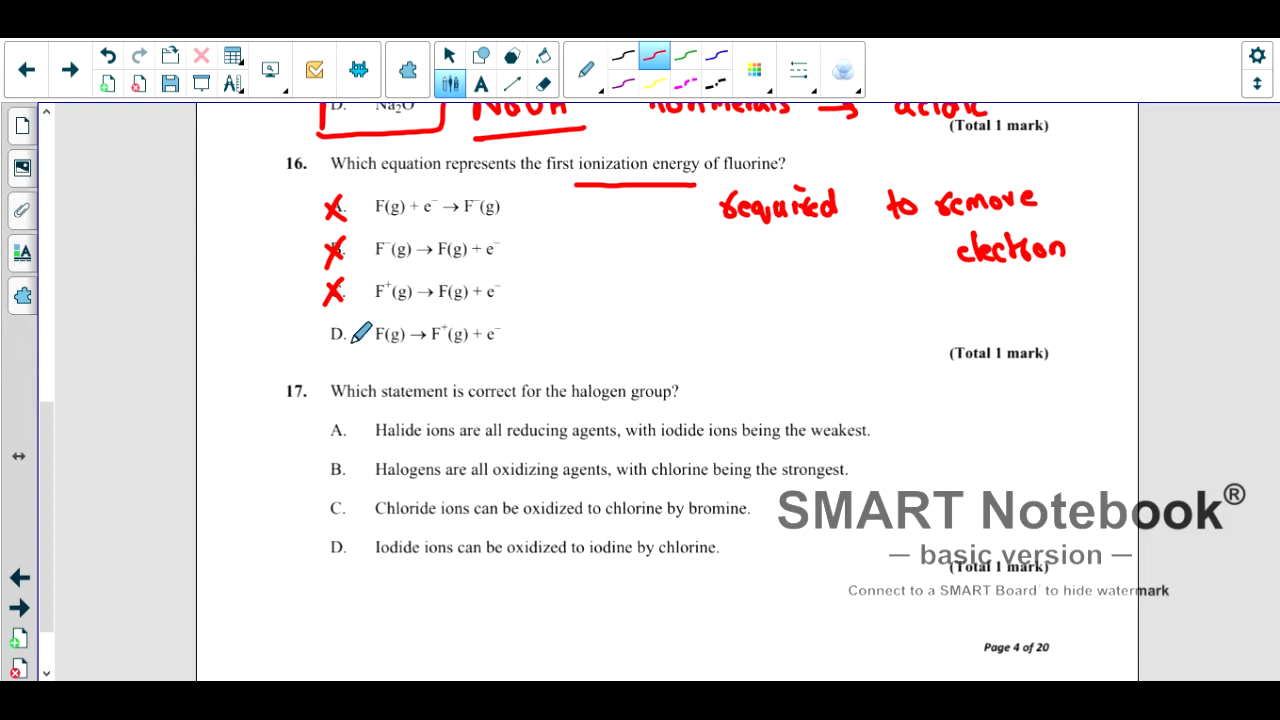 D. Na₂O NaOH nonmetals → acidic
(Total 1 mark)
16. Which equation represents the first ionization energy of fluorine?
A. F(g) + e⁻ → F⁻(g)
required to remove
B. F⁻(g) → F(g) + e⁻
electron
C. F⁺(g) → F(g) + e⁻
D. F(g) → F⁺(g) + e⁻
(Total 1 mark)
17. Which statement is correct for the halogen group?
A. Halide ions are all reducing agents, with iodide ions being the weakest.
B. Halogens are all oxidizing agents, with chlorine being the strongest.
C. Chloride ions can be oxidized to chlorine by bromine.
D. Iodide ions can be oxidized to iodine by chlorine.
(Total 1 mark)
SMART Notebook®
— basic version —
Connect to a SMART Board to hide watermark
Page 4 of 20